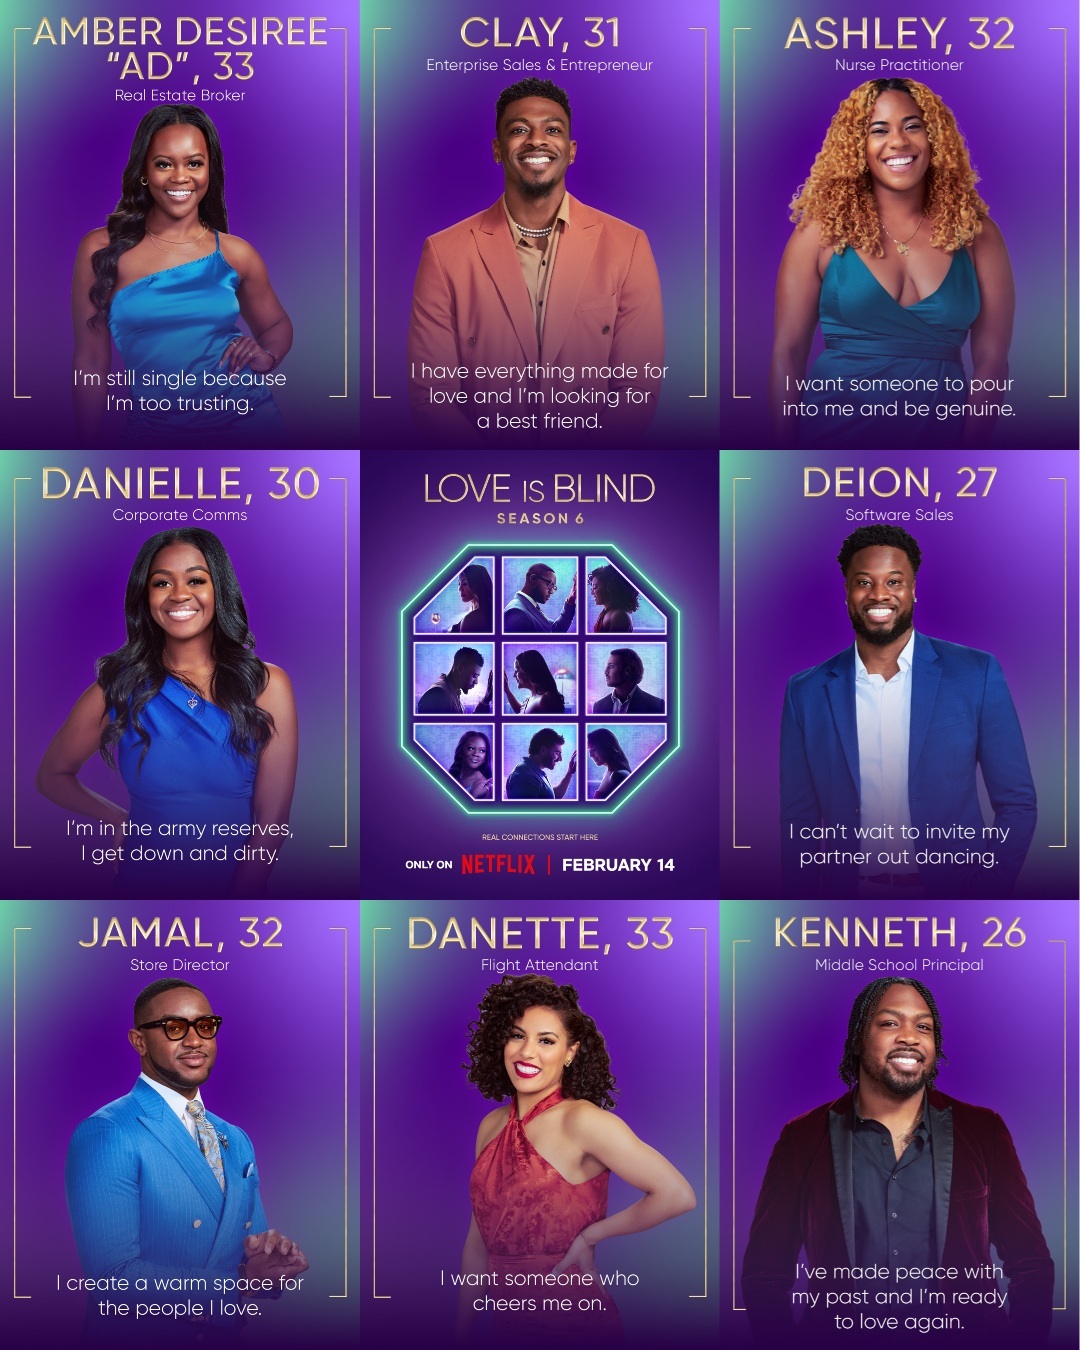 AMBER DESIREE
“AD”, 33
Real Estate Broker
I’m still single because
I’m too trusting.
CLAY, 31
Enterprise Sales & Entrepreneur
I have everything made for
love and I’m looking for
a best friend.
ASHLEY, 32
Nurse Practitioner
I want someone to pour
into me and be genuine.
DANIELLE, 30
Corporate Comms
I’m in the army reserves,
I get down and dirty.
LOVE IS BLIND
SEASON 6
REAL CONNECTIONS START HERE
ONLY ON NETFLIX | FEBRUARY 14
DEION, 27
Software Sales
I can’t wait to invite my
partner out dancing.
JAMAL, 32
Store Director
I create a warm space for
the people I love.
DANETTE, 33
Flight Attendant
I want someone who
cheers me on.
KENNETH, 26
Middle School Principal
I’ve made peace with
my past and I’m ready
to love again.